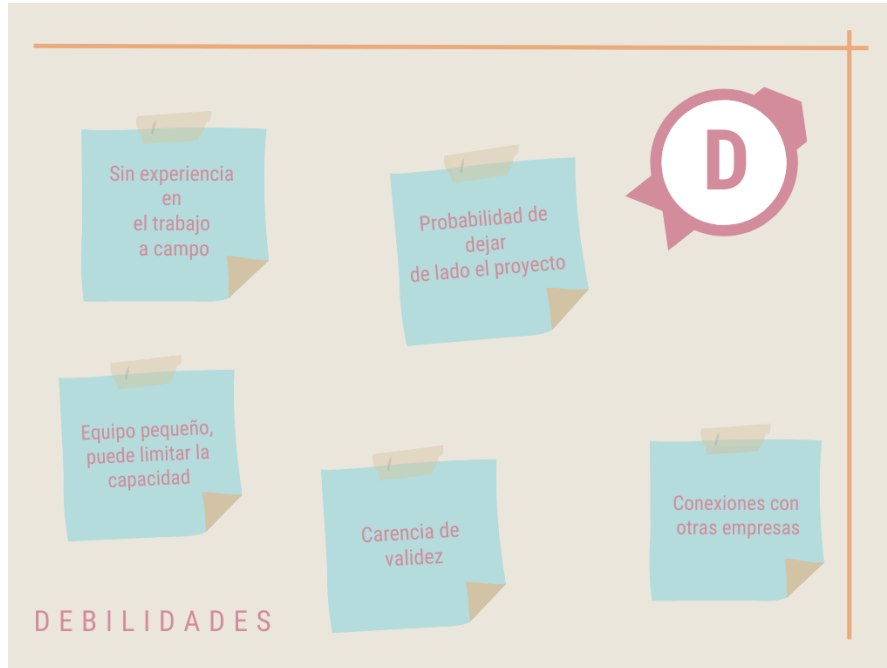 D
Sin experiencia
en
el trabajo
a campo
Probabilidad de
dejar
de lado el proyecto
Equipo pequeño,
puede limitar la
capacidad
Carencia de
validez
Conexiones con
otras empresas
DEBILIDADES